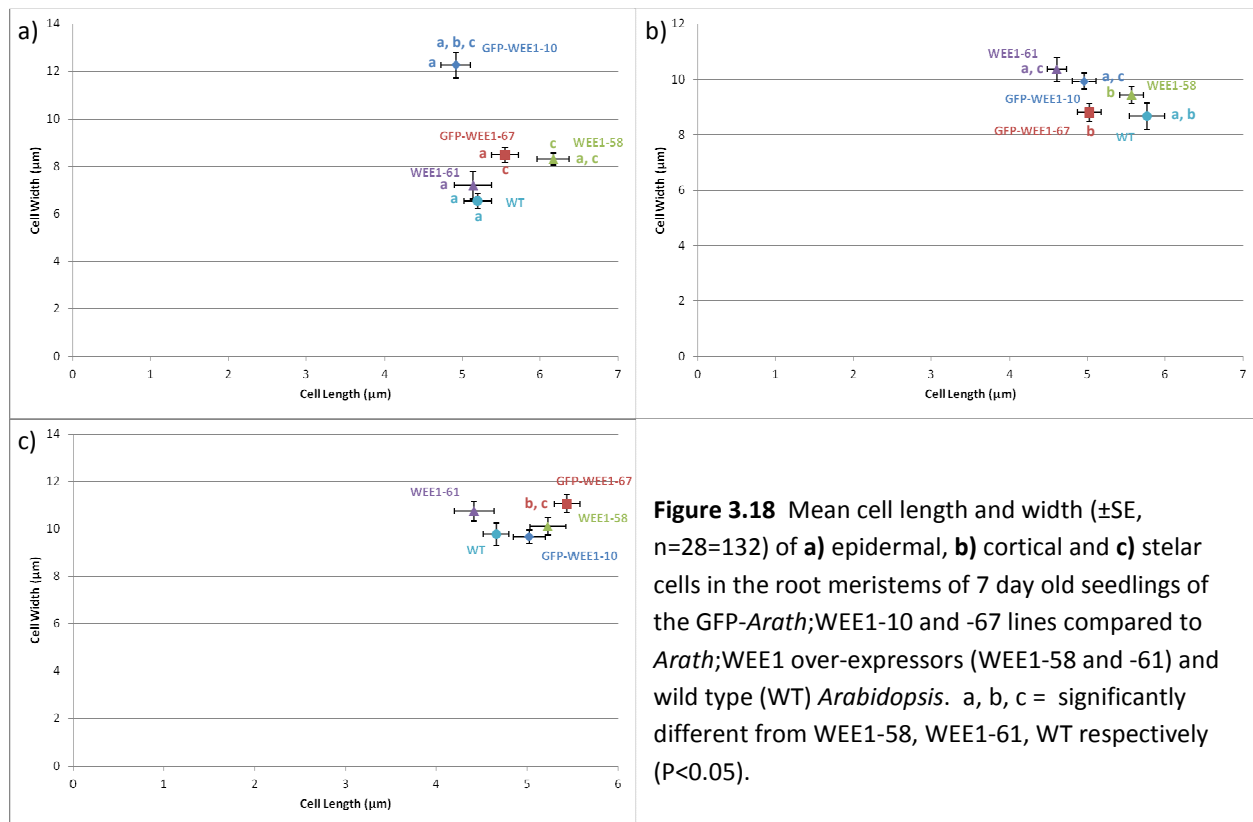 a)
14
12
10
8
6
4
2
0
Cell Width (µm)
a, b, c
GFP-WEE1-10
a
GFP-WEE1-67
a
c
c
WEE1-58
a, c
WEE1-61
a
a
WT
a
0 1 2 3 4 5 6 7
Cell Length (µm)
b)
12
10
8
6
4
2
0
Cell Width (µm)
WEE1-61
a, c
a, c
GFP-WEE1-10
WEE1-58
b
GFP-WEE1-67
b
a, b
WT
0 1 2 3 4 5 6 7
Cell Length (µm)
c)
14
12
10
8
6
4
2
0
Cell Width (µm)
GFP-WEE1-67
WEE1-61
b, c
WEE1-58
WT
GFP-WEE1-10
0 1 2 3 4 5 6
Cell Length (µm)
Figure 3.18 Mean cell length and width (±SE,
n=28=132) of a) epidermal, b) cortical and c) stelar
cells in the root meristems of 7 day old seedlings of
the GFP-Arath;WEE1-10 and -67 lines compared to
Arath;WEE1 over-expressors (WEE1-58 and -61) and
wild type (WT) Arabidopsis. a, b, c = significantly
different from WEE1-58, WEE1-61, WT respectively
(P<0.05).